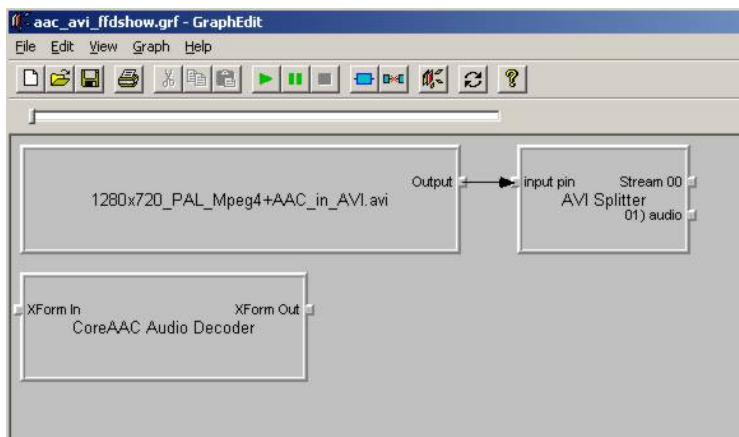 aac_avi_ffdshow.grf - GraphEdit
File Edit View Graph Help
Output
1280x720_PAL_Mpeg4+AAC_in_AVI.avi
input pin Stream 00
AVI Splitter
01) audio
XForm In XForm Out
CoreAAC Audio Decoder